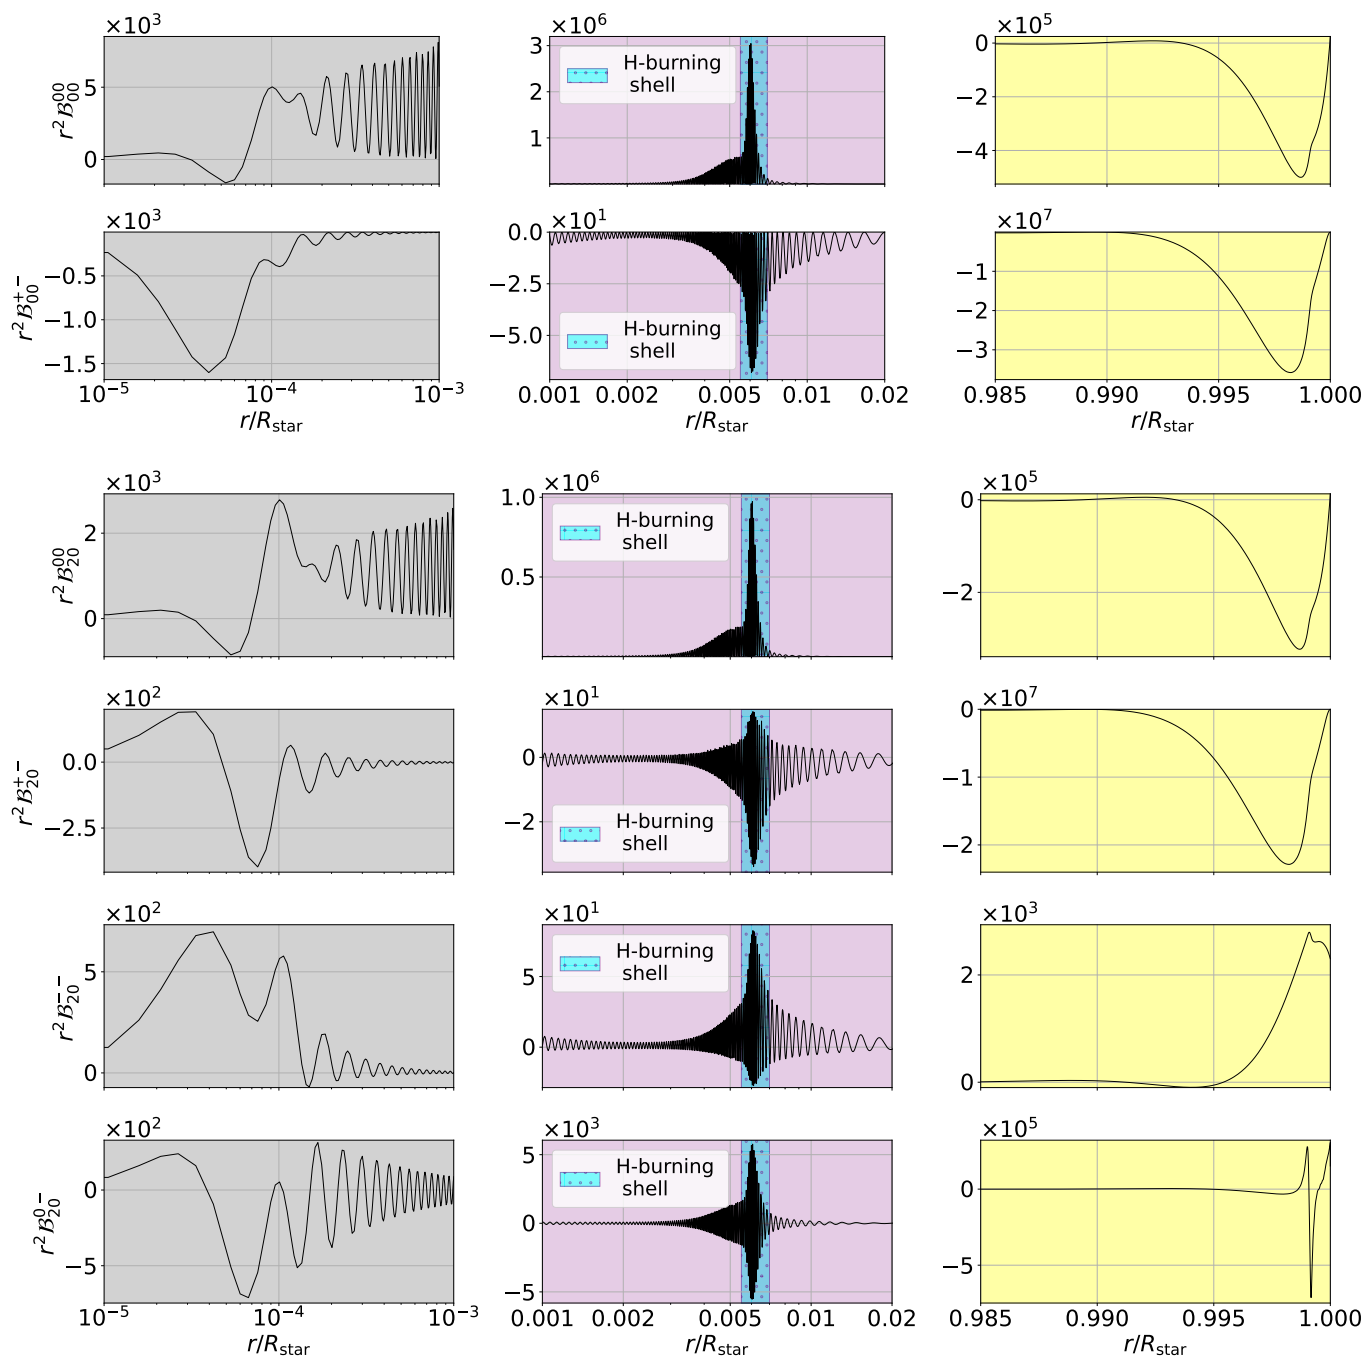 ×10³ ×10⁶ ×10⁵
r²𝓑₀₀⁰⁰ 5 0
3 2 1 H-burning
shell
0 −2 −4
×10³ ×10¹ ×10⁷
r²𝓑₀₀⁺⁻ −0.5 −1.0 −1.5
0.0 −2.5 −5.0 H-burning
shell
−1 −2 −3
10⁻⁵ 10⁻⁴ 10⁻³ 0.001 0.002 0.005 0.01 0.02 0.985 0.990 0.995 1.000
r/R_star r/R_star r/R_star
×10³ ×10⁶ ×10⁵
r²𝓑₂₀⁰⁰ 2 0
1.0 0.5 H-burning
shell
0 −2
×10² ×10¹ ×10⁷
r²𝓑₂₀⁺⁻ 0.0 −2.5
0 −2 H-burning
shell
0 −1 −2
×10² ×10¹ ×10³
r²𝓑₂₀⁻⁻ 5 0
5 0 H-burning
shell
2 0
×10² ×10³ ×10⁵
r²𝓑₂₀⁰⁻ 0 −5
5 0 −5 H-burning
shell
0 −5
10⁻⁵ 10⁻⁴ 10⁻³ 0.001 0.002 0.005 0.01 0.02 0.985 0.990 0.995 1.000
r/R_star r/R_star r/R_star